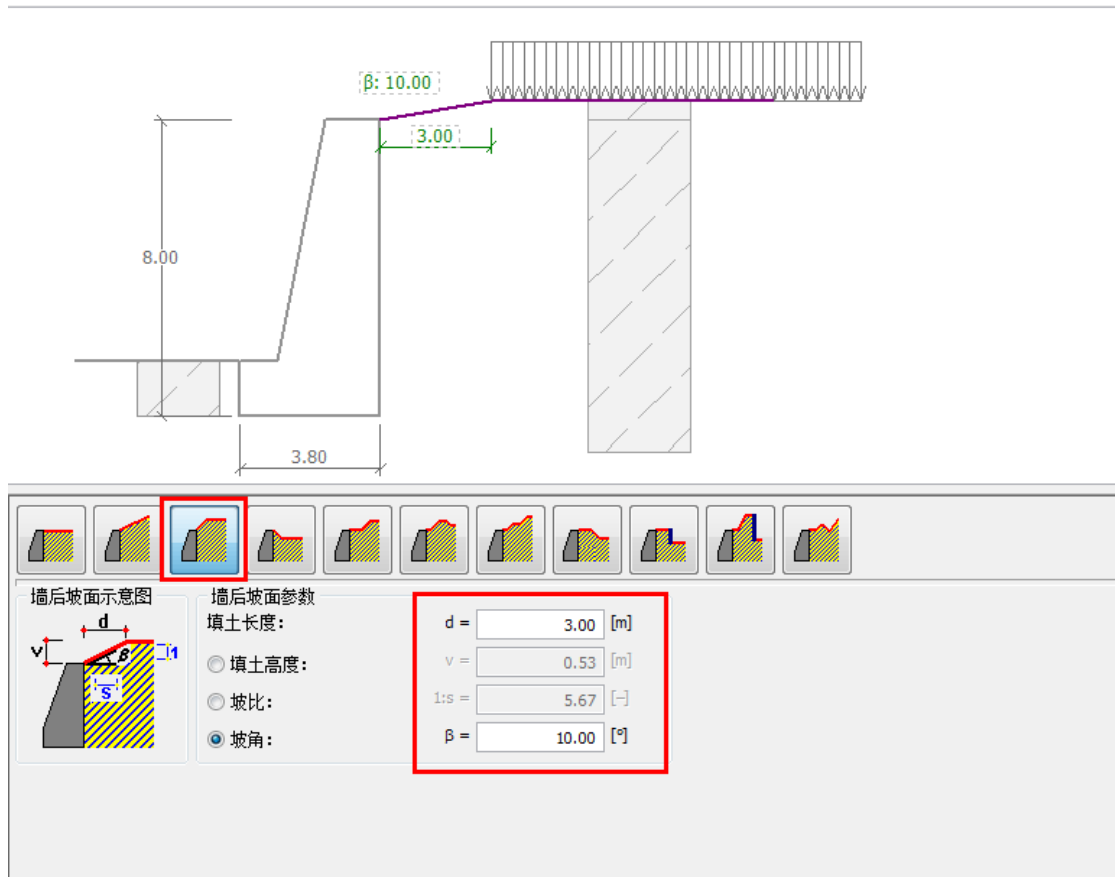 β: 10.00
3.00
8.00
3.80
墙后坡面示意图
d
v
β
1
s
墙后坡面参数
填土长度: d = 3.00 [m]
填土高度: v = 0.53 [m]
坡比: 1:s = 5.67 [-]
坡角: β = 10.00 [°]